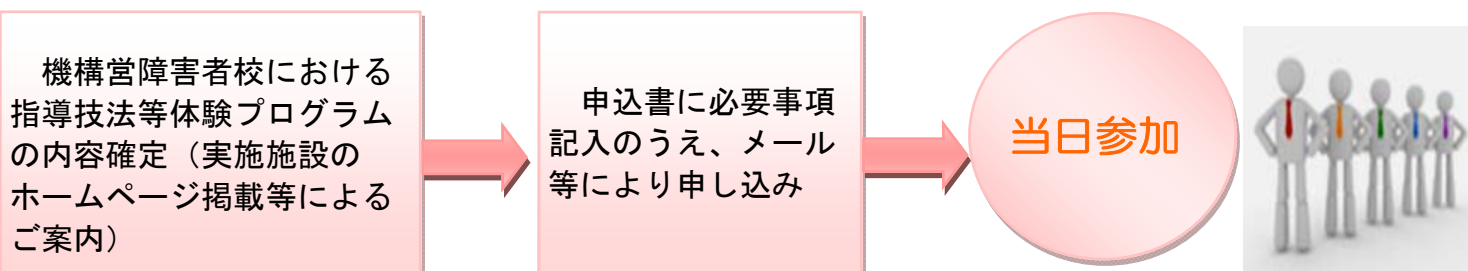 機構営障害者校における
指導技法等体験プログラム
の内容確定（実施施設の
ホームページ掲載等による
ご案内）
申込書に必要事項
記入のうえ、メール
等により申し込み
当日参加